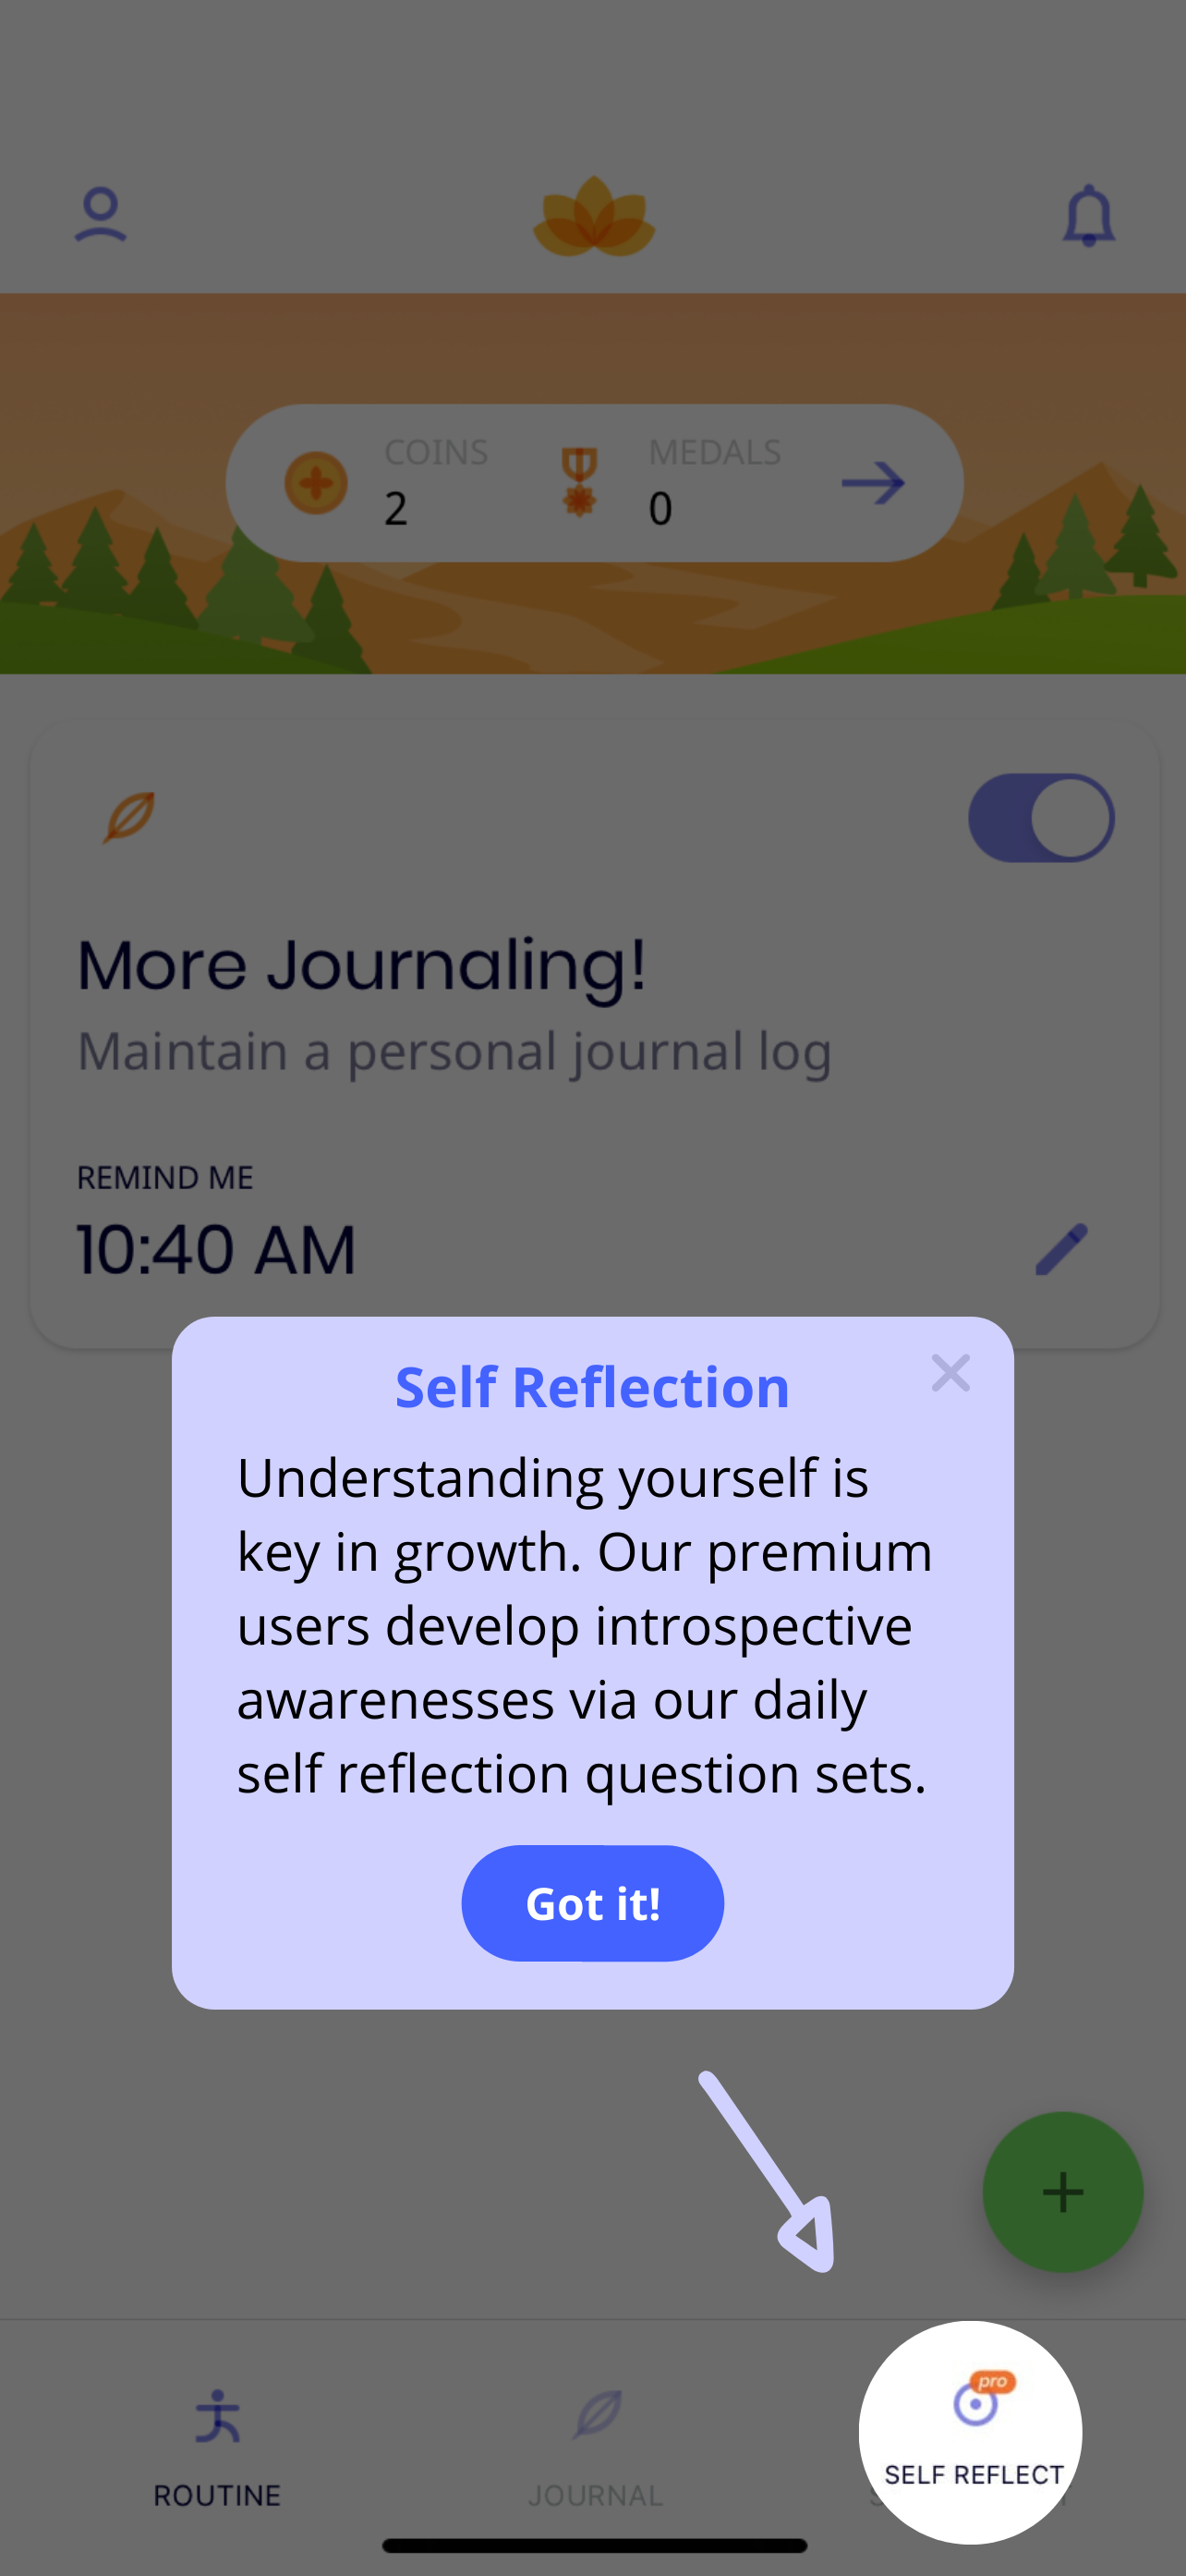 COINS
2
MEDALS
0
More Journaling!
Maintain a personal journal log
REMIND ME
10:40 AM
Self Reflection
Understanding yourself is
key in growth. Our premium
users develop introspective
awarenesses via our daily
self reflection question sets.
Got it!
ROUTINE
JOURNAL
pro
SELF REFLECT